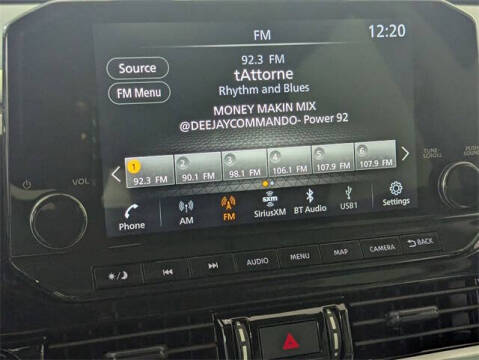 FM
12:20
Source
FM Menu
92.3 FM
tAttorne
Rhythm and Blues
MONEY MAKIN MIX
@DEEJAYCOMMANDO- Power 92
1 2 3 4 5 6
92.3 FM 90.1 FM 98.1 FM 106.1 FM 107.9 FM 107.9 FM
Phone AM FM sxm SiriusXM BT Audio USB1 Settings
VOL
TUNE-SCROLL
PUSH-SOUND
AUDIO MENU MAP CAMERA BACK